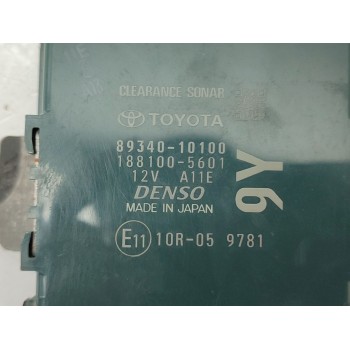 CLEARANCE SONAR
TOYOTA
89340-10100
188100-5601
12V A11E
DENSO
MADE IN JAPAN
9Y
E11 10R-05 9781